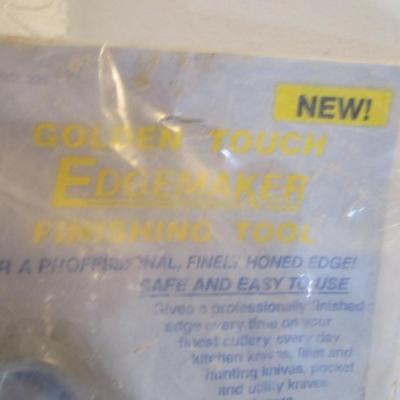 NEW!
GOLDEN TOUCH
EDGEMAKER
FINISHING TOOL
R A PROFESSIONAL, FINELY HONED EDGE!
SAFE AND EASY TO USE
Gives a professionally finished
edge every time on your
finest cutlery, every day
kitchen knives, fillet and
hunting knives, pocket
and utility knives